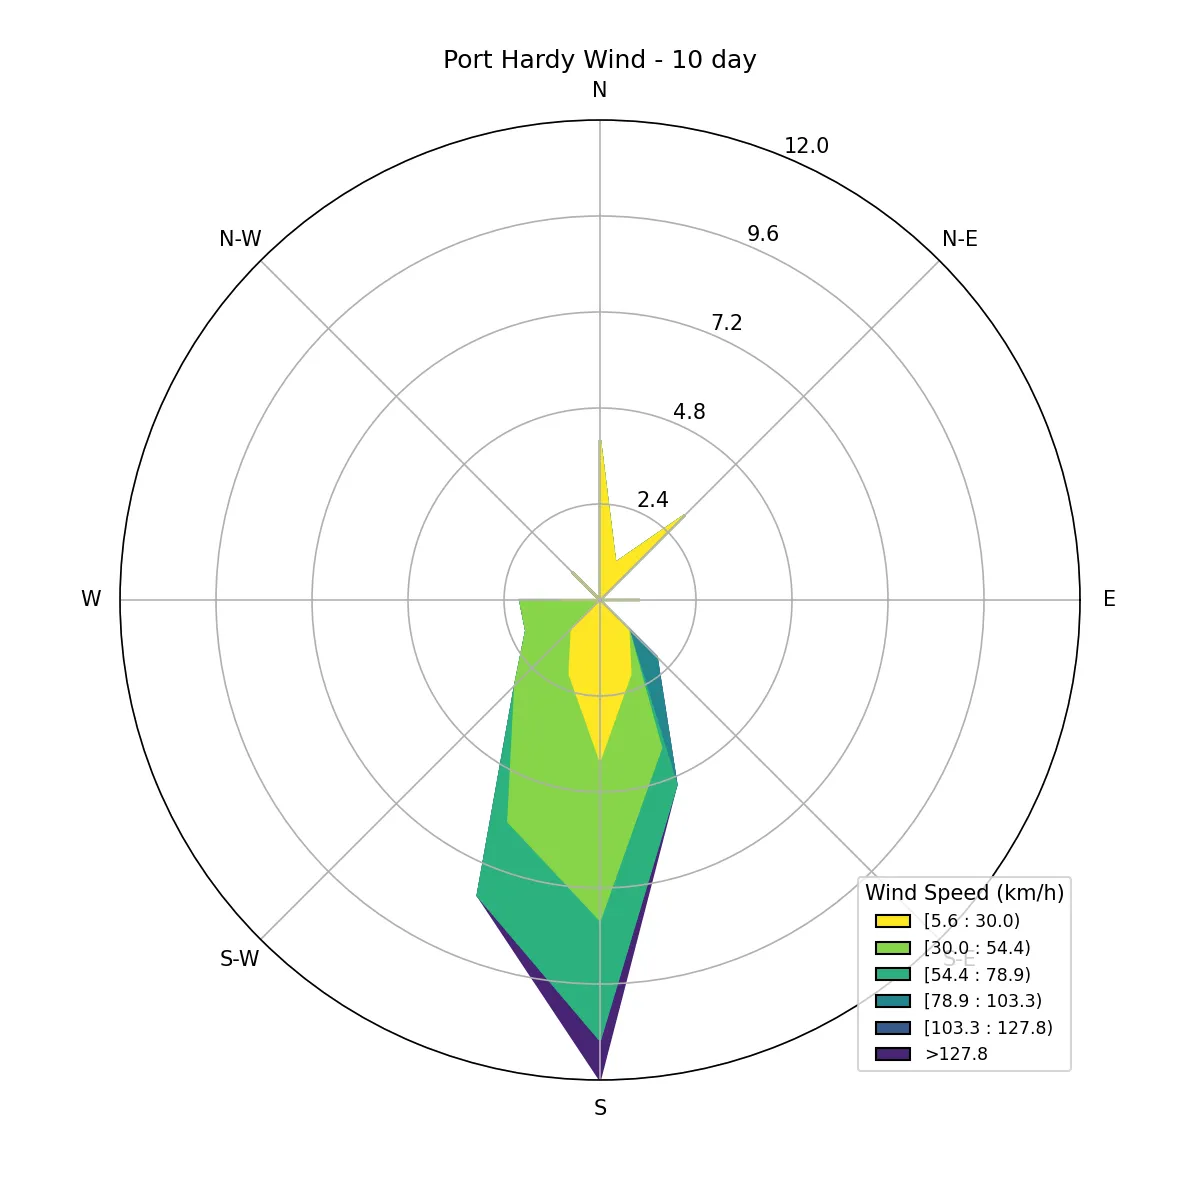 Port Hardy Wind - 10 day
N
12.0
N-W
9.6
N-E
7.2
4.8
2.4
W
E
Wind Speed (km/h)
[5.6 : 30.0)
[30.0 : 54.4)
S-W
S-E
[54.4 : 78.9)
[78.9 : 103.3)
[103.3 : 127.8)
>127.8
S